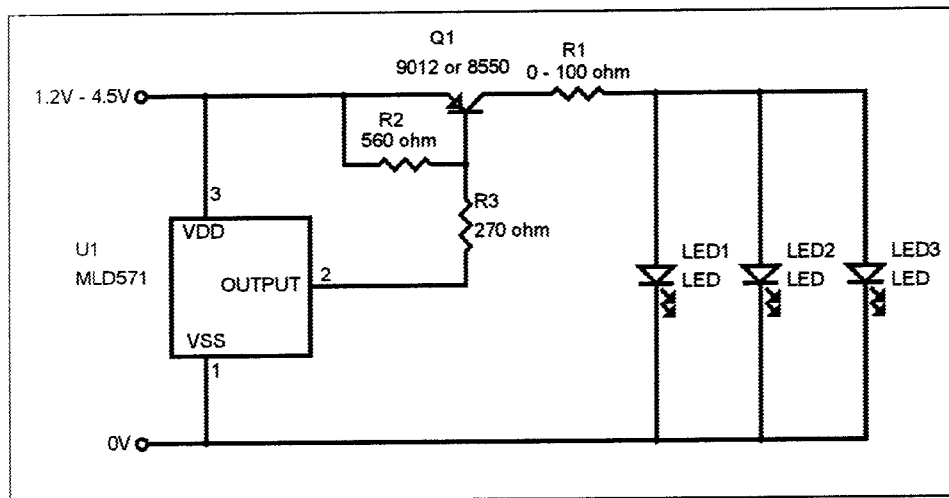 Q1
9012 or 8550
R1
0 - 100 ohm
1.2V - 4.5V
R2
560 ohm
3
R3
270 ohm
VDD
U1
MLD571
OUTPUT
2
LED1
LED
LED2
LED
LED3
LED
VSS
1
0V